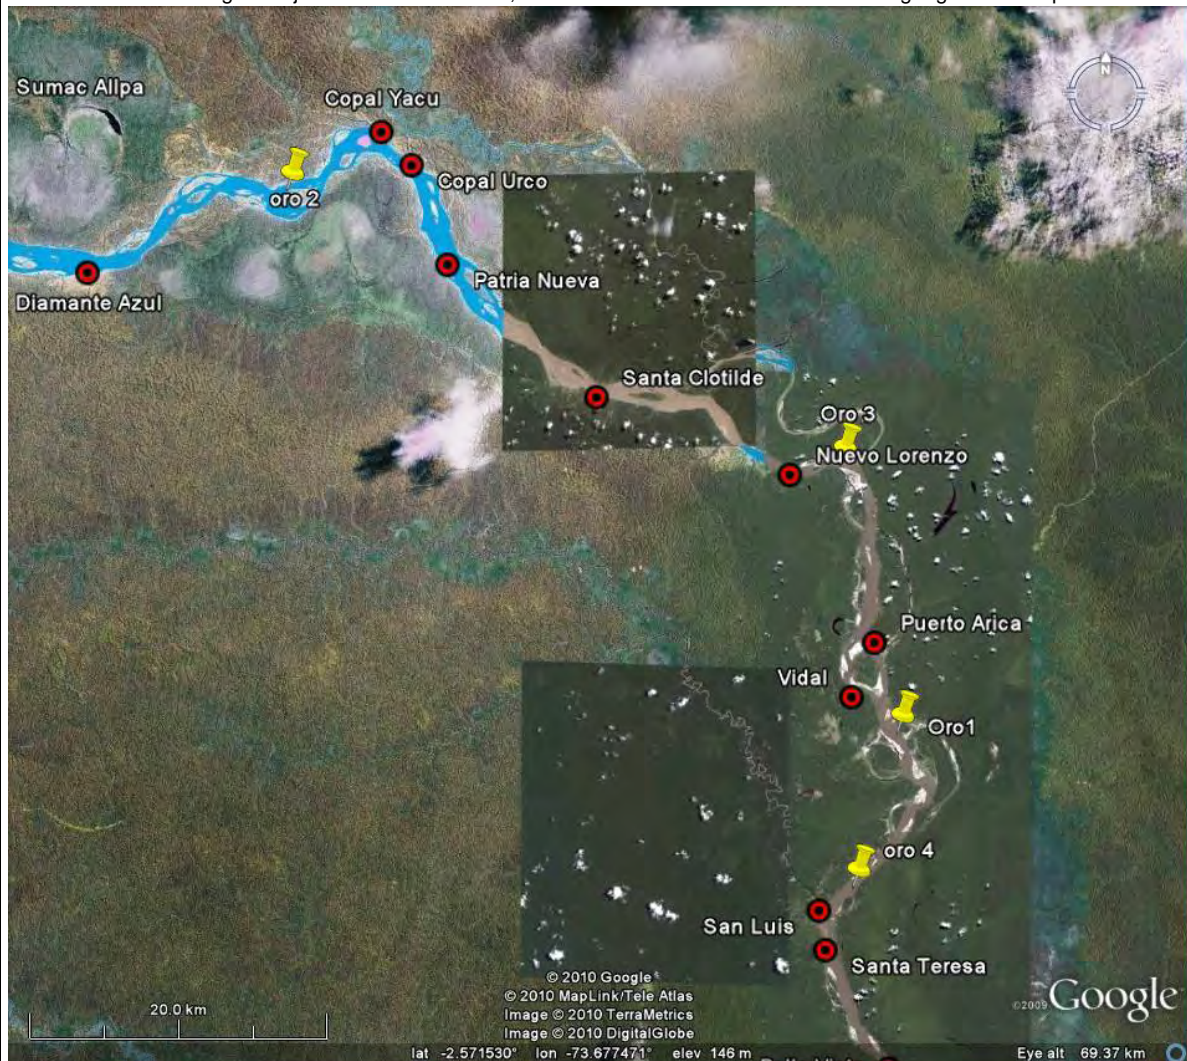 Sumac Allpa
Copal Yacu
N
oro 2
Copal Urco
Patria Nueva
Diamante Azul
Santa Clotilde
Oro 3
Nuevo Lorenzo
Puerto Arica
Vidal
Oro1
oro 4
San Luis
Santa Teresa
© 2010 Google
© 2010 MapLink/Tele Atlas
Image © 2010 TerraMetrics
Image © 2010 DigitalGlobe
©2009 Google
20.0 km
lat -2.571530° lon -73.677471° elev 146 m
Eye alt 69.37 km